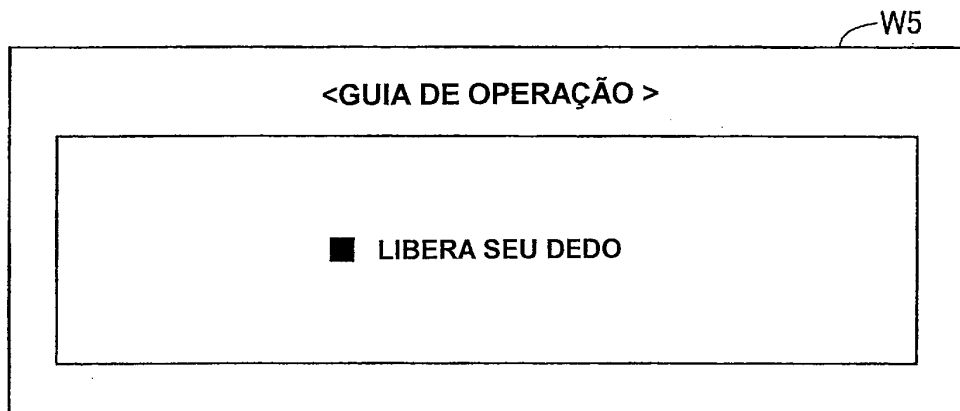 W5
<GUIA DE OPERAÇÃO >
■ LIBERA SEU DEDO